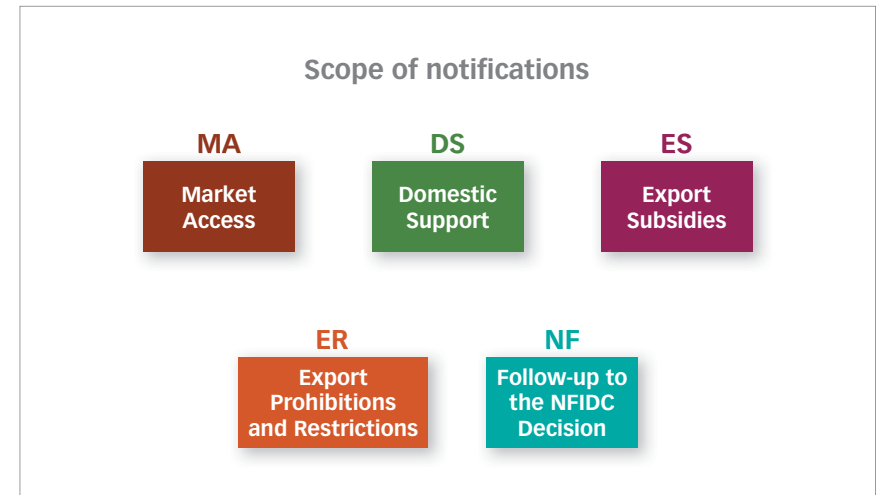 Scope of notifications
MA
Market
Access
DS
Domestic
Support
ES
Export
Subsidies
ER
Export
Prohibitions
and Restrictions
NF
Follow-up to
the NFIDC
Decision